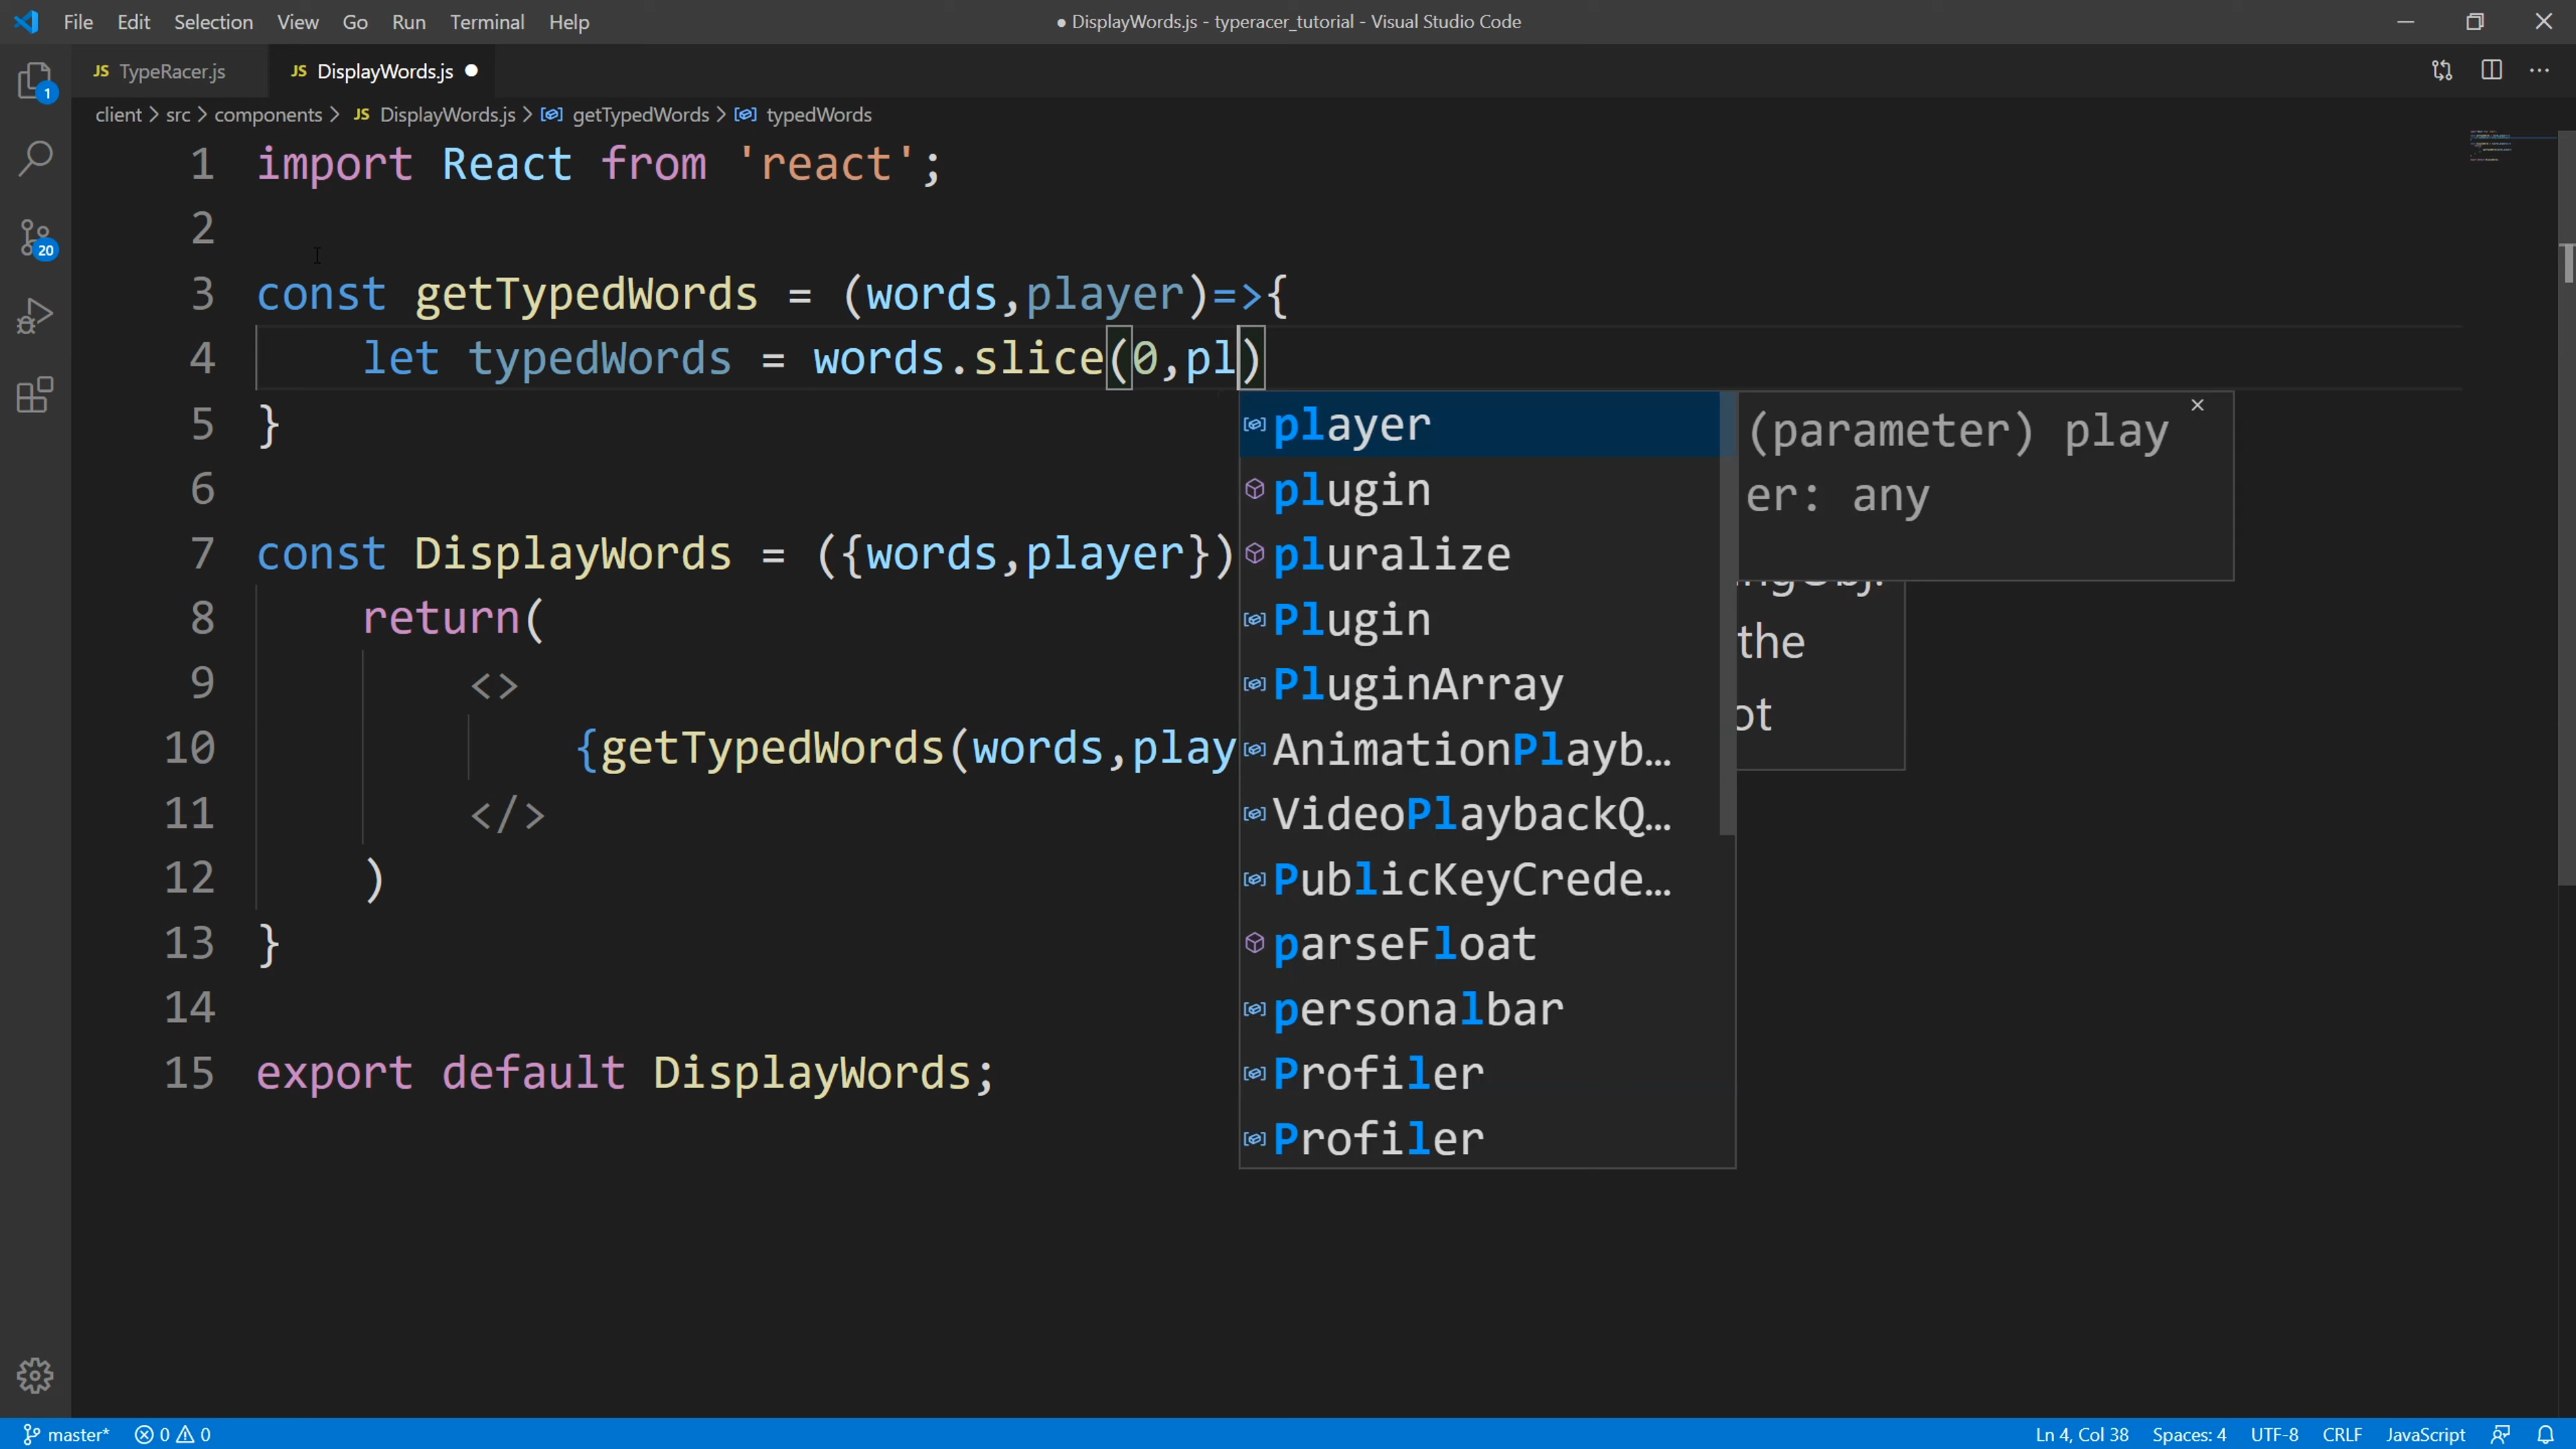 File Edit Selection View Go Run Terminal Help
● DisplayWords.js - typeracer_tutorial - Visual Studio Code
JS TypeRacer.js
JS DisplayWords.js ●
client > src > components > JS DisplayWords.js > getTypedWords > typedWords
1
20
1 import React from 'react';
2
3 const getTypedWords = (words,player)=>{
4 let typedWords = words.slice(0,pl)
5 }
6
7 const DisplayWords = ({words,player})
8 return(
9 <>
10 {getTypedWords(words,play
11 </>
12 )
13 }
14
15 export default DisplayWords;
player
plugin
pluralize
Plugin
PluginArray
AnimationPlayb…
VideoPlaybackQ…
PublicKeyCrede…
parseFloat
personalbar
Profiler
Profiler
(parameter) play
er: any
the
master* 0 0
Ln 4, Col 38 Spaces: 4 UTF-8 CRLF JavaScript